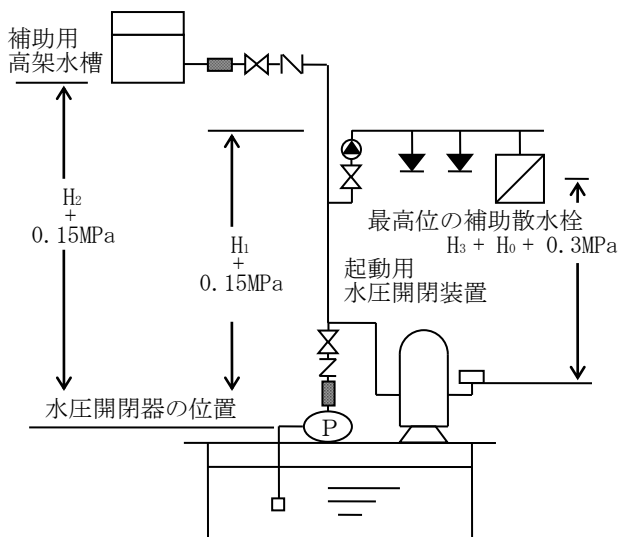 補助用
高架水槽
H₂
+
0.15MPa
H₁
+
0.15MPa
最高位の補助散水栓
H₃ + H₀ + 0.3MPa
起動用
水圧開閉装置
水圧開閉器の位置
P